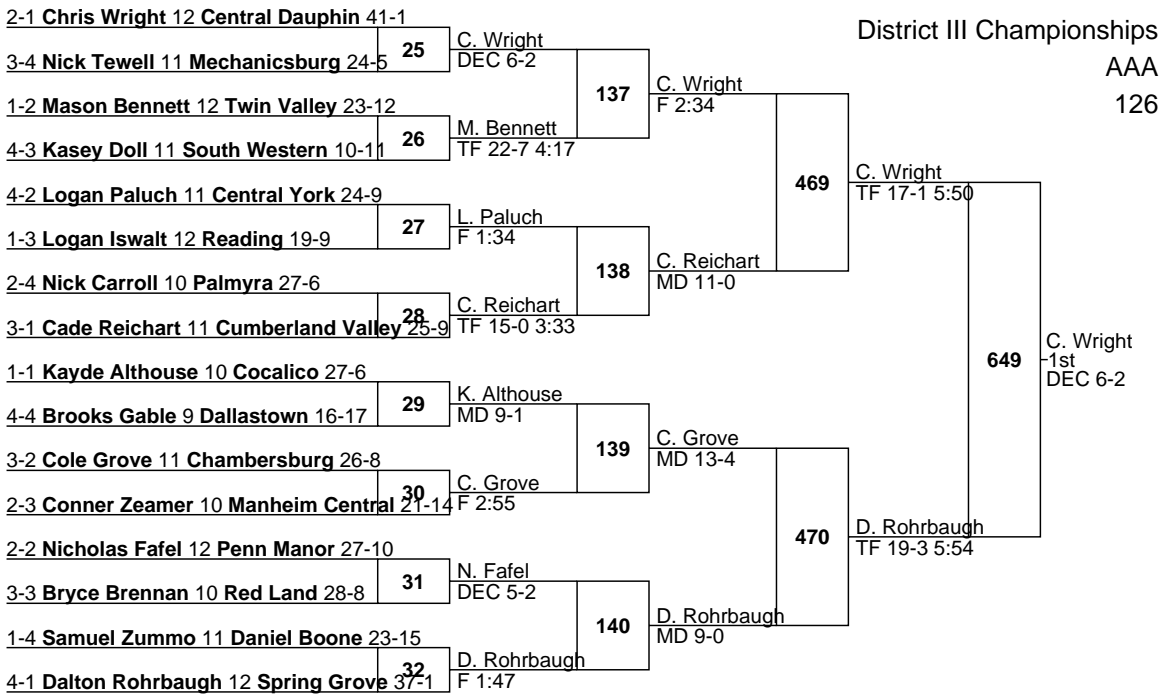 District III Championships
AAA
126
2-1 Chris Wright 12 Central Dauphin 41-1
3-4 Nick Tewell 11 Mechanicsburg 24-5
1-2 Mason Bennett 12 Twin Valley 23-12
4-3 Kasey Doll 11 South Western 10-11
4-2 Logan Paluch 11 Central York 24-9
1-3 Logan Iswalt 12 Reading 19-9
2-4 Nick Carroll 10 Palmyra 27-6
3-1 Cade Reichart 11 Cumberland Valley 25-9
1-1 Kayde Althouse 10 Cocalico 27-6
4-4 Brooks Gable 9 Dallastown 16-17
3-2 Cole Grove 11 Chambersburg 26-8
2-3 Conner Zeamer 10 Manheim Central 21-14
2-2 Nicholas Fafel 12 Penn Manor 27-10
3-3 Bryce Brennan 10 Red Land 28-8
1-4 Samuel Zummo 11 Daniel Boone 23-15
4-1 Dalton Rohrbaugh 12 Spring Grove 37-1
25
26
27
28
29
30
31
32
C. Wright
DEC 6-2
M. Bennett
TF 22-7 4:17
L. Paluch
F 1:34
C. Reichart
TF 15-0 3:33
K. Althouse
MD 9-1
C. Grove
F 2:55
N. Fafel
DEC 5-2
D. Rohrbaugh
F 1:47
137
138
139
140
C. Wright
F 2:34
C. Reichart
MD 11-0
C. Grove
MD 13-4
D. Rohrbaugh
MD 9-0
469
470
C. Wright
TF 17-1 5:50
D. Rohrbaugh
TF 19-3 5:54
649
C. Wright
1st
DEC 6-2